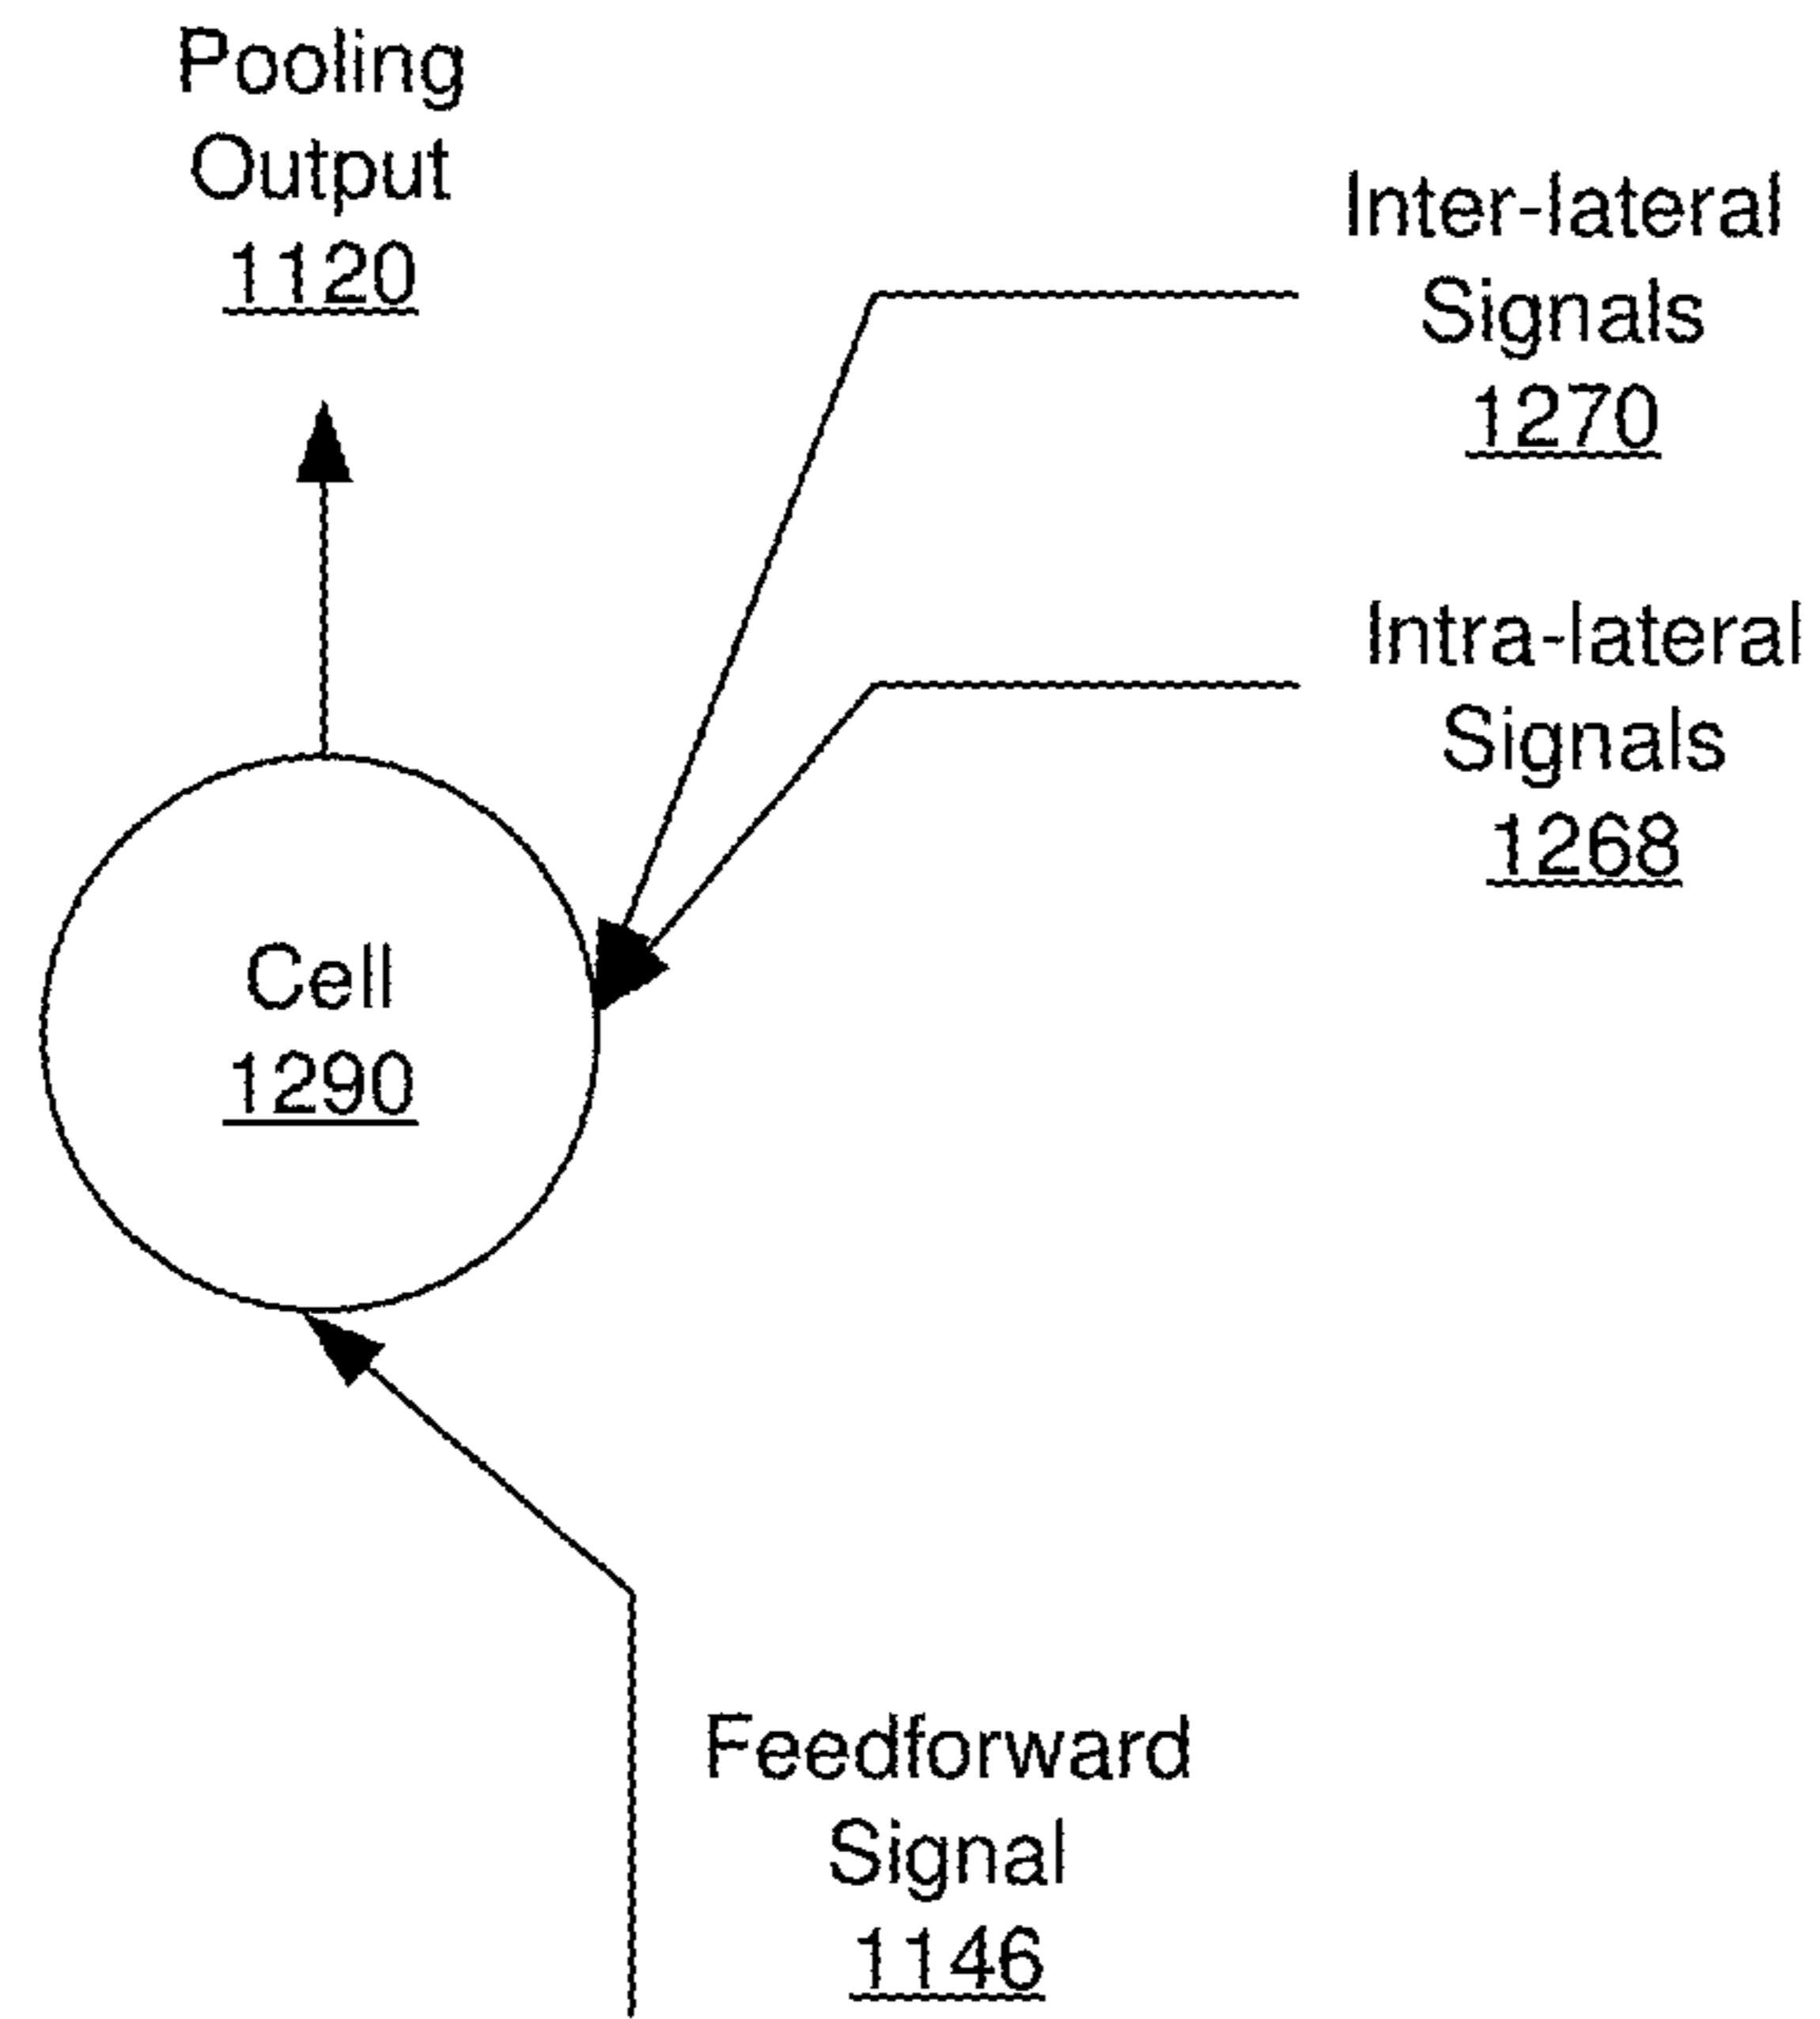 Pooling
Output
1120
Inter-lateral
Signals
1270
Intra-lateral
Signals
1268
Cell
1290
Feedforward
Signal
1146